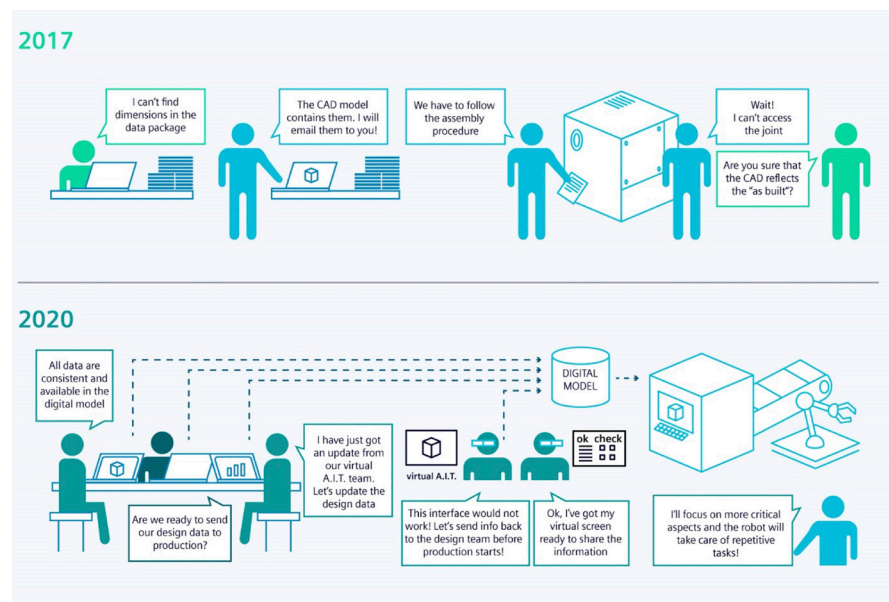 2017
I can't find
dimensions in the
data package
The CAD model
contains them. I will
email them to you!
We have to follow
the assembly
procedure
Wait!
I can't access
the joint
Are you sure that
the CAD reflects
the "as built"?
2020
All data are
consistent and
available in the
digital model
Are we ready to send
our design data to
production?
I have just got
an update from
our virtual
A.I.T. team.
Let's update the
design data
DIGITAL
MODEL
virtual A.I.T.
ok check
This interface would not
work! Let's send info back
to the design team before
production starts!
Ok, I've got my
virtual screen
ready to share the
information
I'll focus on more critical
aspects and the robot will
take care of repetitive
tasks!